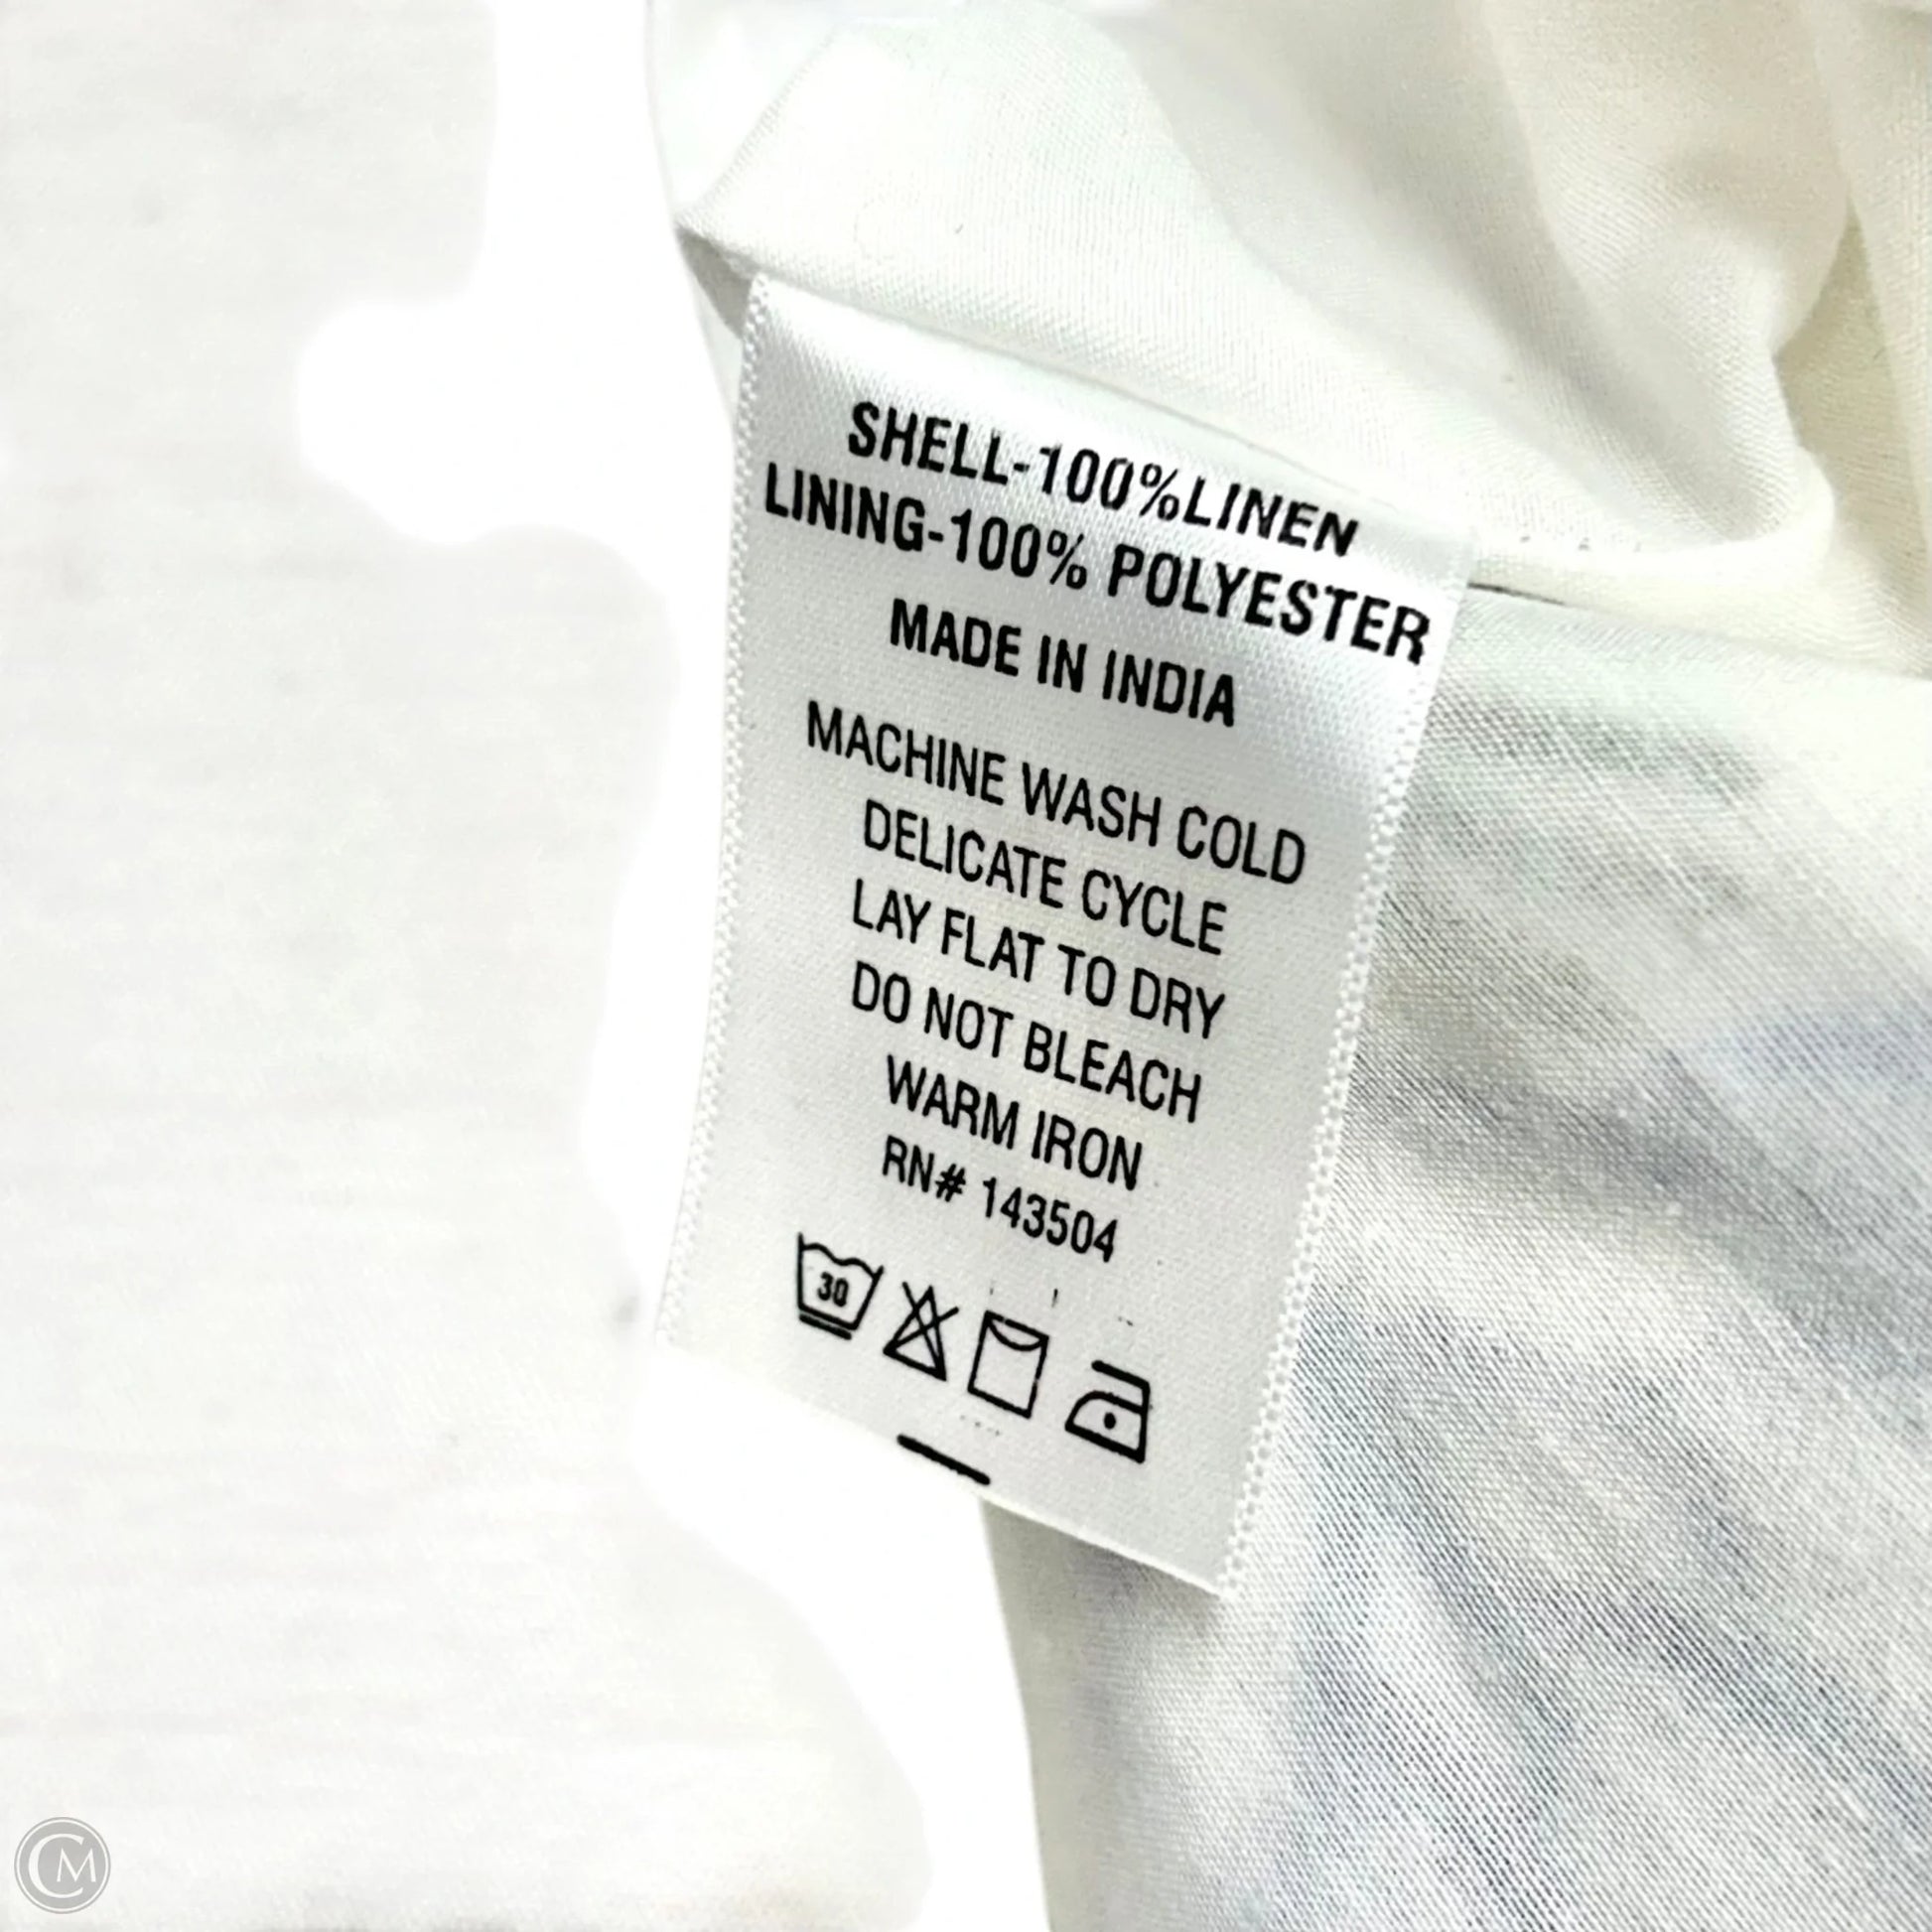 SHELL-100%LINEN
LINING-100% POLYESTER
MADE IN INDIA
MACHINE WASH COLD
DELICATE CYCLE
LAY FLAT TO DRY
DO NOT BLEACH
WARM IRON
RN# 143504
30
CM